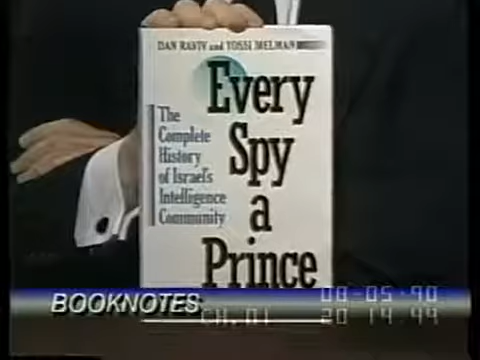 DAN RAVIV and YOSSI MELMAN
Every
Spy
a
Prince
The
Complete
History
of Israel's
Intelligence
Community
BOOKNOTES
08-05-90
CH. 01
20 14 44